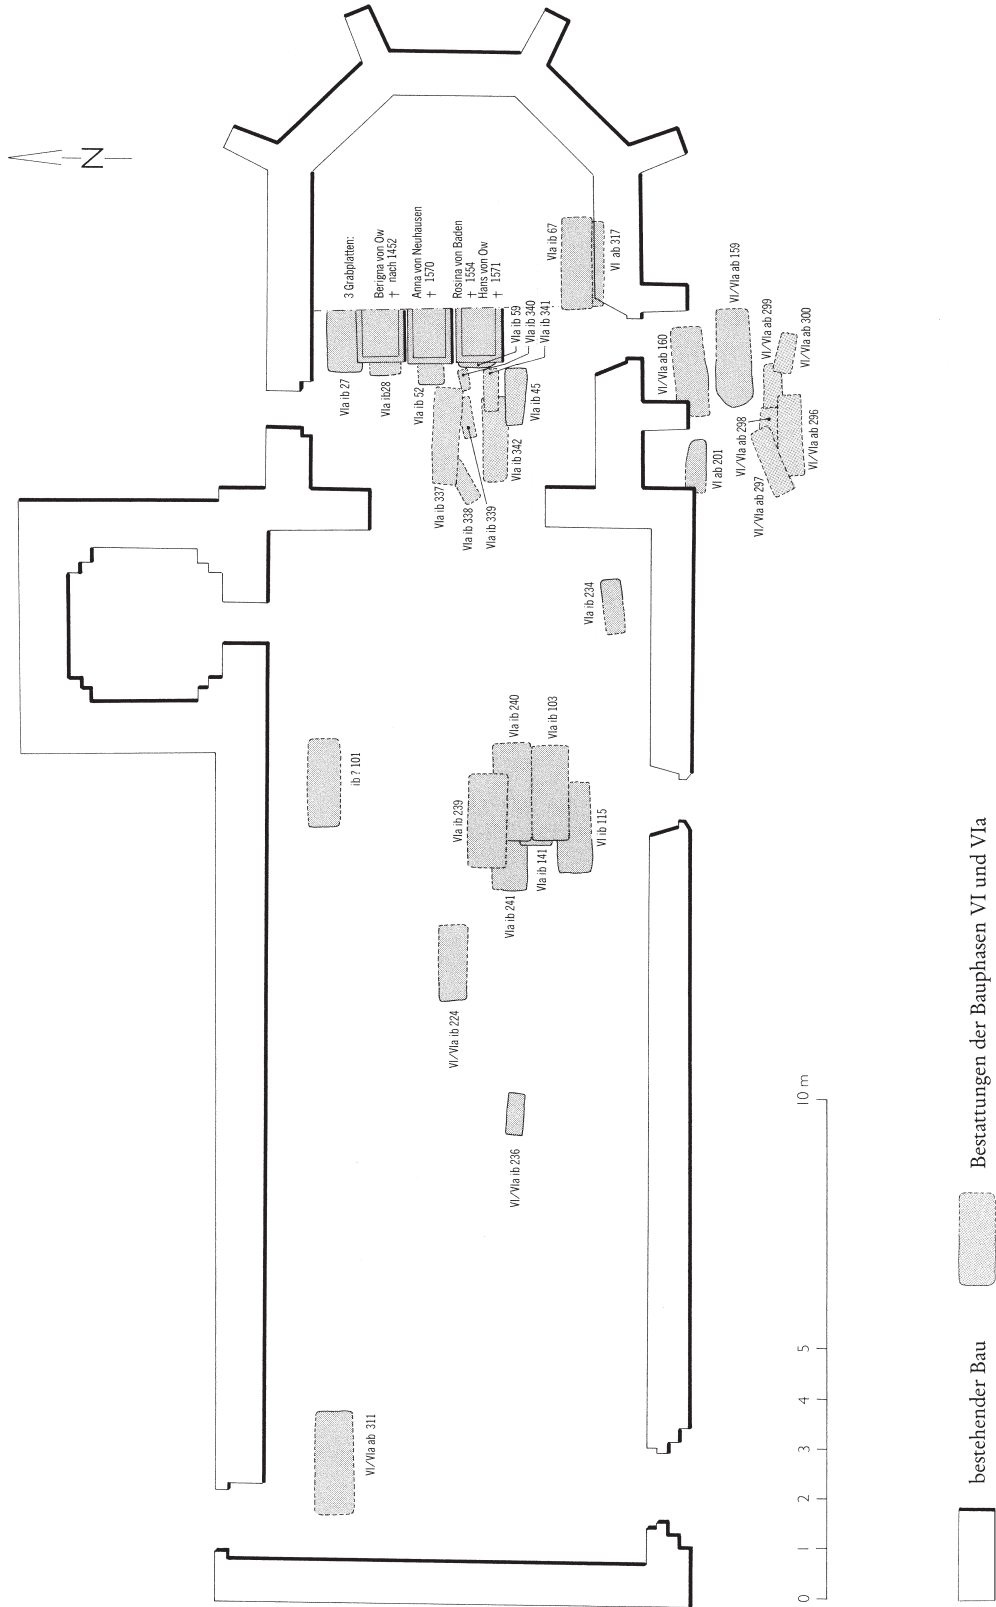 N
3 Grabplatten:
Berigna von Ow
† nach 1452
Anna von Neuhausen
† 1570
Rosina von Baden
† 1554
Hans von Ow
† 1571
VIa ib 59
VIa ib 340
VIa ib 341
VIa ib 27
VIa ib28
VIa ib 52
VIa ib 45
VIa ib 342
VIa ib 337
VIa ib 338
VIa ib 339
VIa ib 67
VI ab 317
VI/VIa ab 159
VI/VIa ab 160
VI/VIa ab 299
VI/VIa ab 300
VI/VIa ab 298
VI/VIa ab 296
VI ab 201
VI/VIa ab 297
VIa ib 234
VIa ib 240
VIa ib 103
ib ? 101
VIa ib 239
VI ib 115
VIa ib 141
VIa ib 241
VI/VIa ib 224
VI/VIa ib 236
VI/VIa ab 311
0 1 2 3 4 5 10 m
bestehender Bau
Bestattungen der Bauphasen VI und VIa